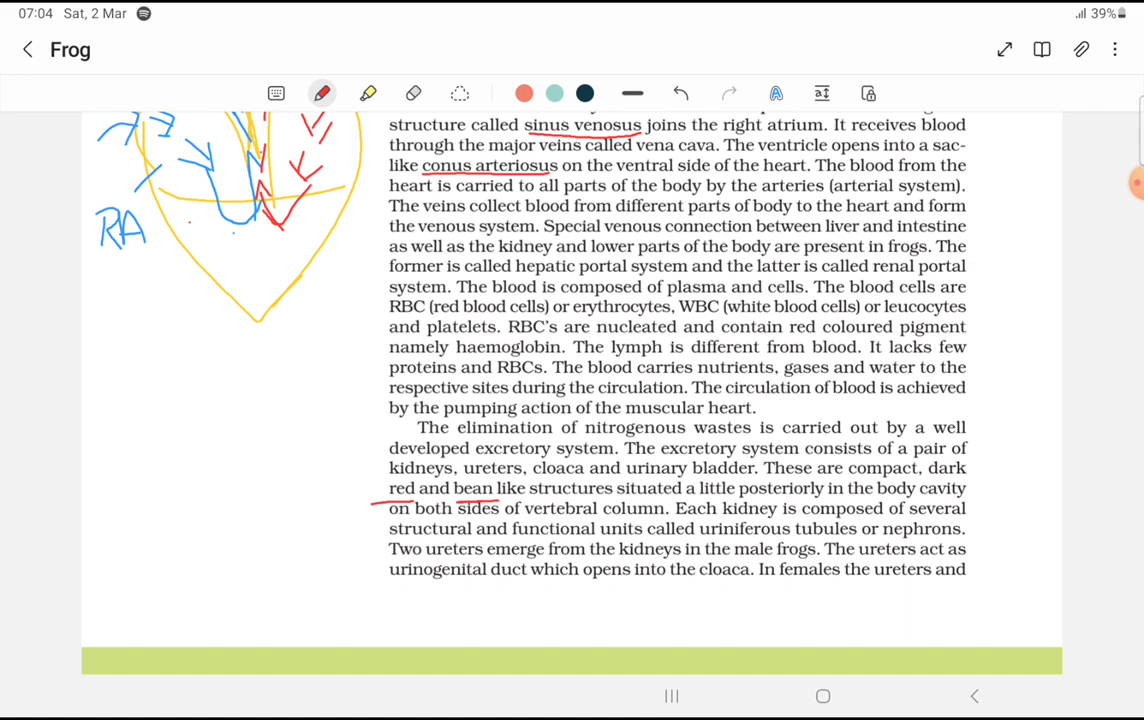 07:04 Sat, 2 Mar
39%
Frog
structure called sinus venosus joins the right atrium. It receives blood
through the major veins called vena cava. The ventricle opens into a sac-
like conus arteriosus on the ventral side of the heart. The blood from the
heart is carried to all parts of the body by the arteries (arterial system).
The veins collect blood from different parts of body to the heart and form
the venous system. Special venous connection between liver and intestine
as well as the kidney and lower parts of the body are present in frogs. The
former is called hepatic portal system and the latter is called renal portal
system. The blood is composed of plasma and cells. The blood cells are
RBC (red blood cells) or erythrocytes, WBC (white blood cells) or leucocytes
and platelets. RBC's are nucleated and contain red coloured pigment
namely haemoglobin. The lymph is different from blood. It lacks few
proteins and RBCs. The blood carries nutrients, gases and water to the
respective sites during the circulation. The circulation of blood is achieved
by the pumping action of the muscular heart.
The elimination of nitrogenous wastes is carried out by a well
developed excretory system. The excretory system consists of a pair of
kidneys, ureters, cloaca and urinary bladder. These are compact, dark
red and bean like structures situated a little posteriorly in the body cavity
on both sides of vertebral column. Each kidney is composed of several
structural and functional units called uriniferous tubules or nephrons.
Two ureters emerge from the kidneys in the male frogs. The ureters act as
urinogenital duct which opens into the cloaca. In females the ureters and
RA